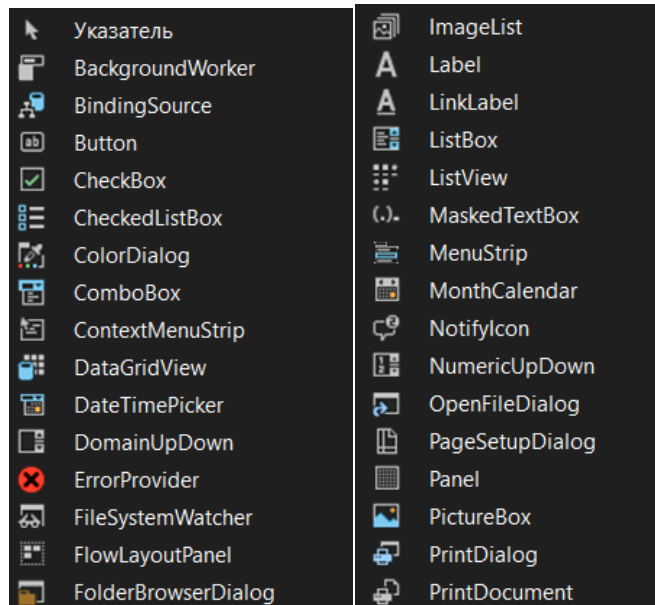 Указатель
BackgroundWorker
BindingSource
Button
CheckBox
CheckedListBox
ColorDialog
ComboBox
ContextMenuStrip
DataGridView
DateTimePicker
DomainUpDown
ErrorProvider
FileSystemWatcher
FlowLayoutPanel
FolderBrowserDialog
ImageList
Label
LinkLabel
ListBox
ListView
MaskedTextBox
MenuStrip
MonthCalendar
NotifyIcon
NumericUpDown
OpenFileDialog
PageSetupDialog
Panel
PictureBox
PrintDialog
PrintDocument